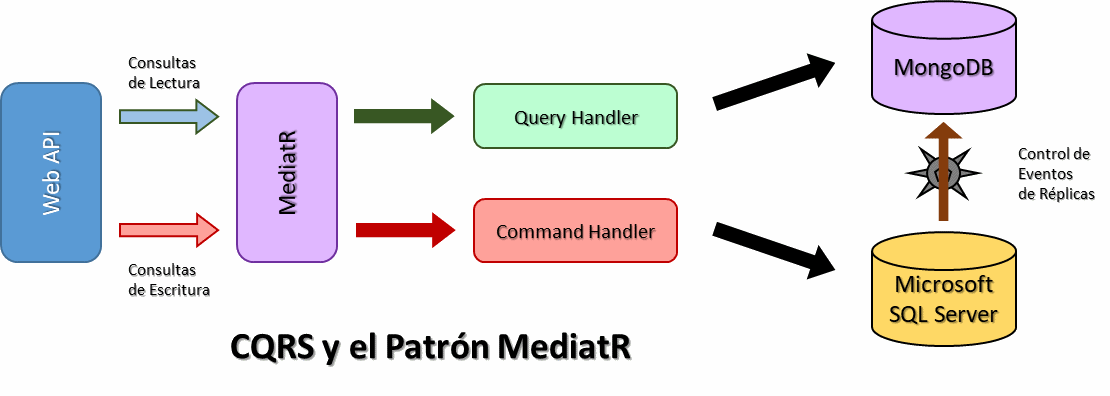 Consultas
de Lectura
Web API
MediatR
Query Handler
Command Handler
Consultas
de Escritura
MongoDB
Control de
Eventos
de Réplicas
Microsoft
SQL Server
CQRS y el Patrón MediatR